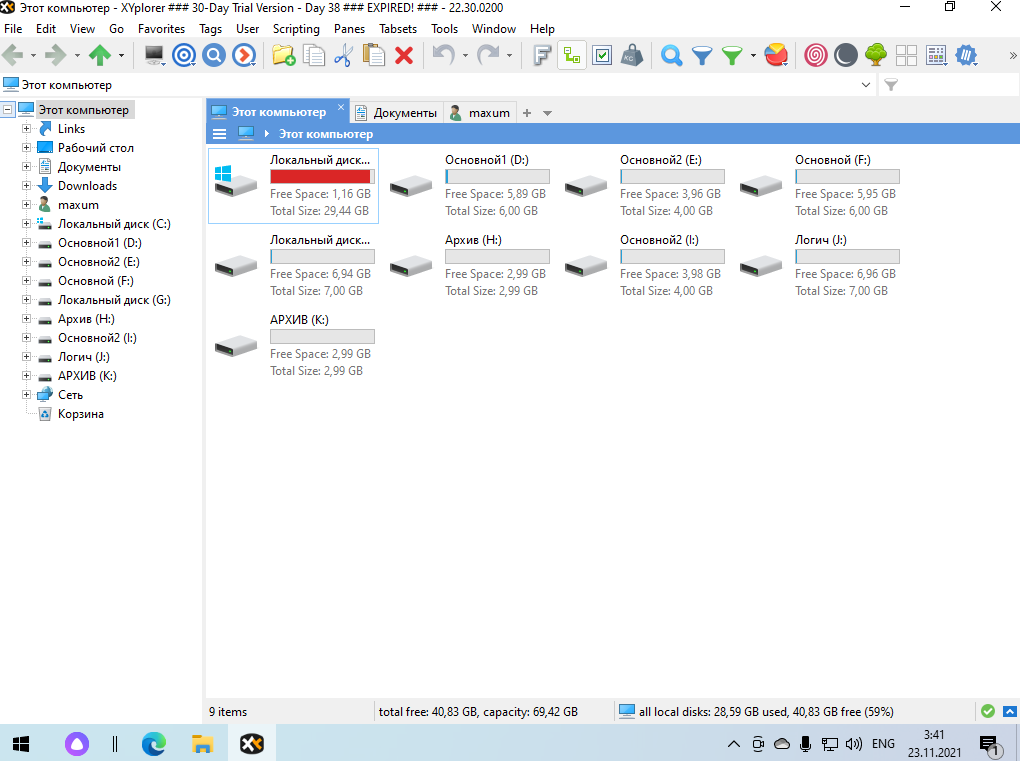 Этот компьютер - XYplorer ### 30-Day Trial Version - Day 38 ### EXPIRED! ### - 22.30.0200
File Edit View Go Favorites Tags User Scripting Panes Tabsets Tools Window Help
Этот компьютер
Этот компьютер
Links
Рабочий стол
Документы
Downloads
maxum
Локальный диск (C:)
Основной1 (D:)
Основной2 (E:)
Основной (F:)
Локальный диск (G:)
Архив (H:)
Основной2 (I:)
Логич (J:)
АРХИВ (K:)
Сеть
Корзина
Этот компьютер Документы maxum
Этот компьютер
Локальный диск...
Free Space: 1,16 GB
Total Size: 29,44 GB
Основной1 (D:)
Free Space: 5,89 GB
Total Size: 6,00 GB
Основной2 (E:)
Free Space: 3,96 GB
Total Size: 4,00 GB
Основной (F:)
Free Space: 5,95 GB
Total Size: 6,00 GB
Локальный диск...
Free Space: 6,94 GB
Total Size: 7,00 GB
Архив (H:)
Free Space: 2,99 GB
Total Size: 2,99 GB
Основной2 (I:)
Free Space: 3,98 GB
Total Size: 4,00 GB
Логич (J:)
Free Space: 6,96 GB
Total Size: 7,00 GB
АРХИВ (K:)
Free Space: 2,99 GB
Total Size: 2,99 GB
9 items
total free: 40,83 GB, capacity: 69,42 GB
all local disks: 28,59 GB used, 40,83 GB free (59%)
ENG
3:41
23.11.2021
1